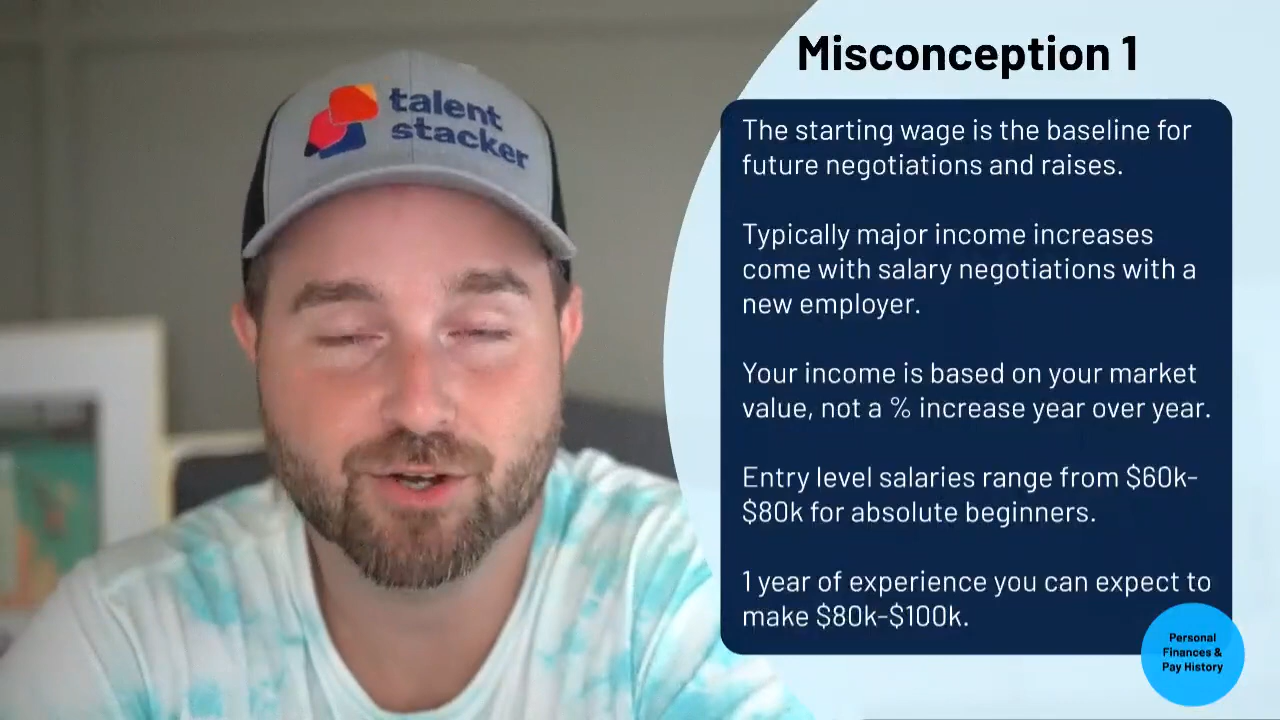 talent
stacker
Misconception 1
The starting wage is the baseline for
future negotiations and raises.
Typically major income increases
come with salary negotiations with a
new employer.
Your income is based on your market
value, not a % increase year over year.
Entry level salaries range from $60k-
$80k for absolute beginners.
1 year of experience you can expect to
make $80k-$100k.
Personal
Finances &
Pay History